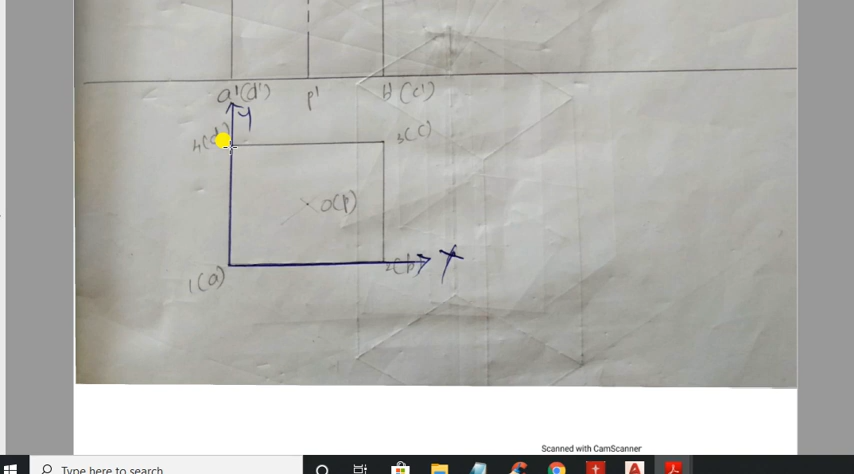 a'(d') p' b'(c')
y
4(d) 3(c)
O(p)
1(a) 2(b) X
Scanned with CamScanner
Type here to search